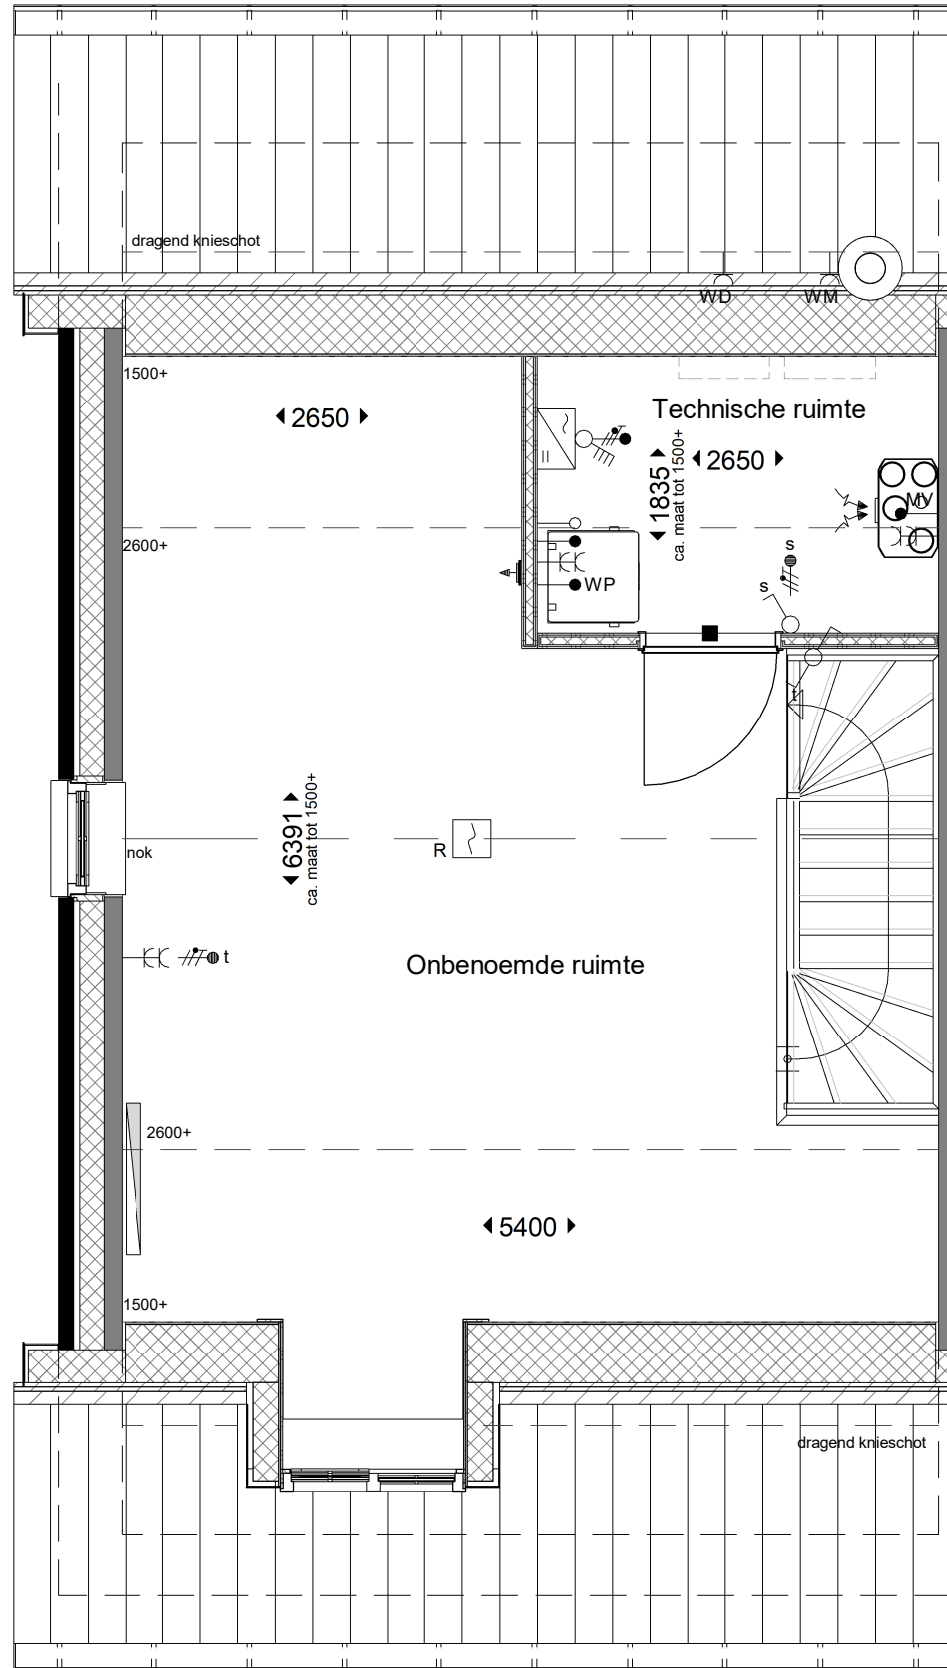 dragend knieschot
WD
WM
1500+
2650
Technische ruimte
1835
ca. maat tot 1500+
2650
MV
2600+
s
s
WP
t
6391
ca. maat tot 1500+
R
nok
t
Onbenoemde ruimte
2600+
5400
1500+
dragend knieschot